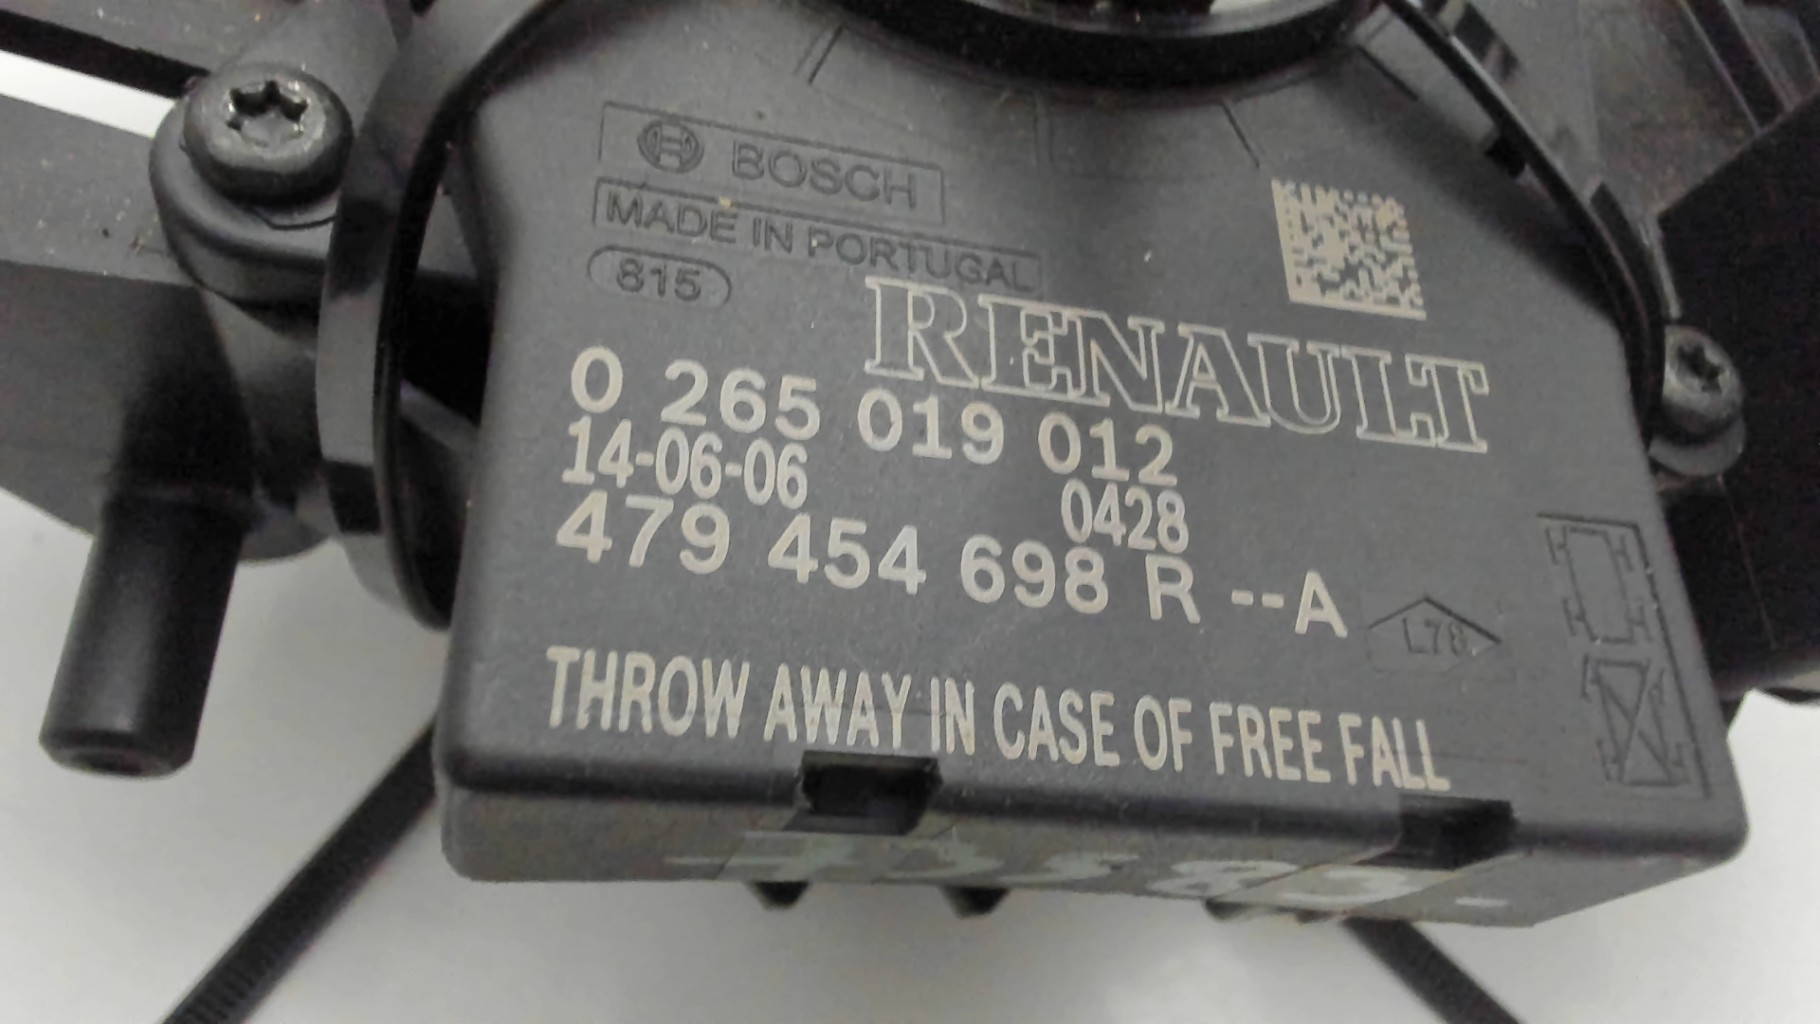 BOSCH
MADE IN PORTUGAL
815
RENAULT
0 265 019 012
14-06-06 0428
479 454 698 R --A
L78
THROW AWAY IN CASE OF FREE FALL